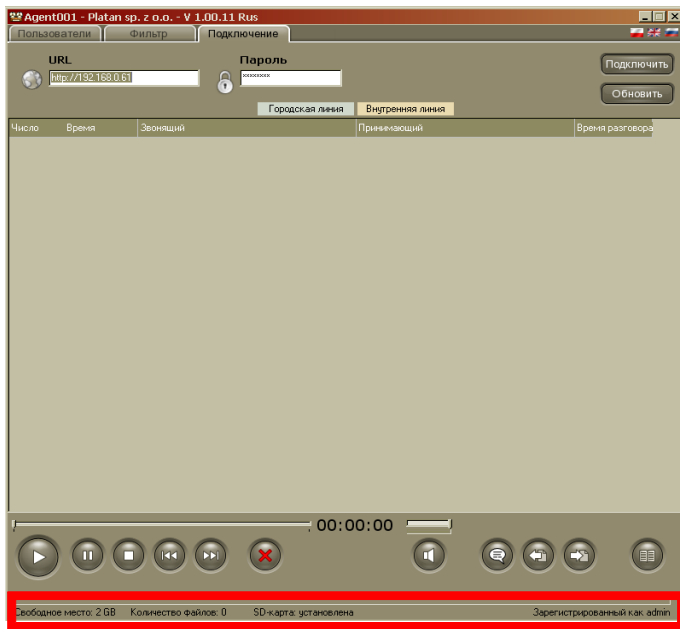 Agent001 - Platan sp. z o.o. - V 1.00.11 Rus
Пользователи Фильтр Подключение
URL Пароль
http://192.168.0.61 ******** Подключить
Обновить
Городская линия Внутренняя линия
Число Время Звонящий Принимающий Время разговора
00:00:00
Свободное место: 2 GB Количество файлов: 0 SD-карта: установлена Зарегистрированный как admin